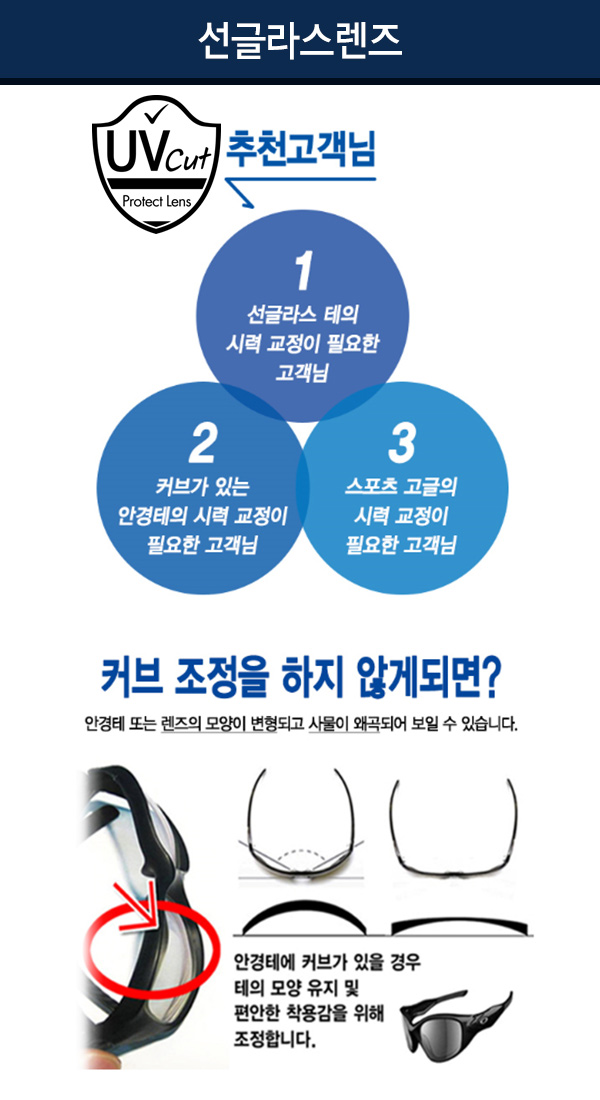 선글라스렌즈
UV Cut
Protect Lens
추천고객님
1
선글라스 테의
시력 교정이 필요한
고객님
2
커브가 있는
안경테의 시력 교정이
필요한 고객님
3
스포츠 고글의
시력 교정이
필요한 고객님
커브 조정을 하지 않게되면?
안경테 또는 렌즈의 모양이 변형되고 사물이 왜곡되어 보일 수 있습니다.
안경테에 커브가 있을 경우
테의 모양 유지 및
편안한 착용감을 위해
조정합니다.